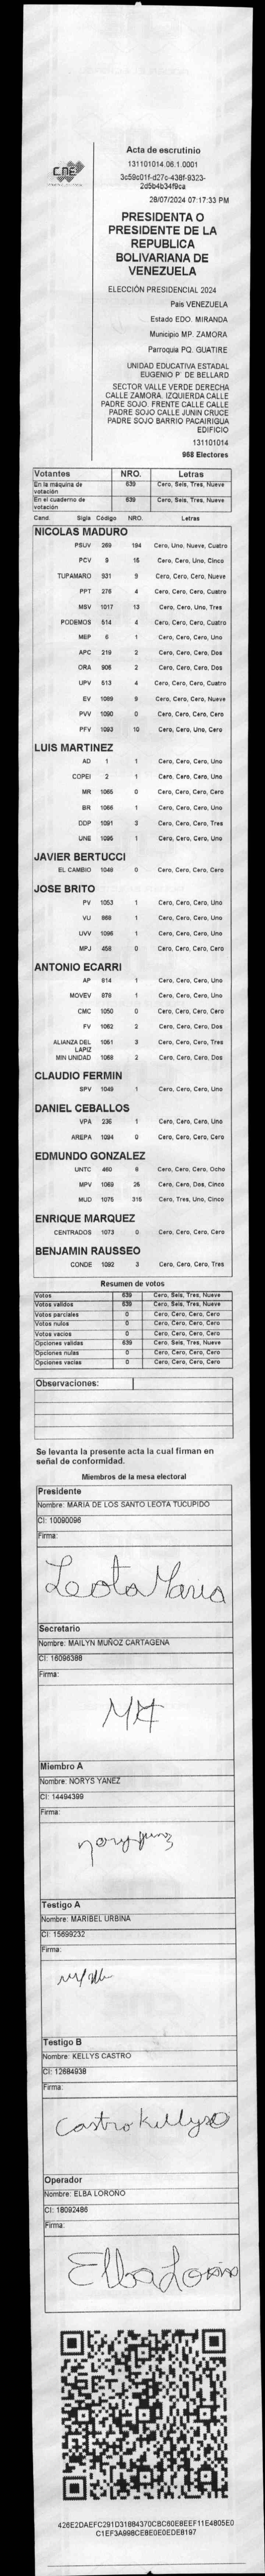 CNE
Acta de escrutinio
131101014.06.1.0001
3c59c01f-d27c-438f-9323-
2d5b4b34f9ca
28/07/2024 07:17:33 PM
PRESIDENTA O
PRESIDENTE DE LA
REPUBLICA
BOLIVARIANA DE
VENEZUELA
ELECCIÓN PRESIDENCIAL 2024
Pais VENEZUELA
Estado EDO. MIRANDA
Municipio MP. ZAMORA
Parroquia PQ. GUATIRE
UNIDAD EDUCATIVA ESTADAL
EUGENIO P´ DE BELLARD
SECTOR VALLE VERDE DERECHA
CALLE ZAMORA. IZQUIERDA CALLE
PADRE SOJO. FRENTE CALLE CALLE
PADRE SOJO CALLE JUNIN CRUCE
PADRE SOJO BARRIO PACAIRIGUA
EDIFICIO
131101014
968 Electores
Votantes NRO. Letras
En la máquina de votación 639 Cero, Seis, Tres, Nueve
En el cuaderno de votación 639 Cero, Seis, Tres, Nueve
Cand. Sigla Código NRO. Letras
NICOLAS MADURO
PSUV 269 194 Cero, Uno, Nueve, Cuatro
PCV 9 15 Cero, Cero, Uno, Cinco
TUPAMARO 931 9 Cero, Cero, Cero, Nueve
PPT 276 4 Cero, Cero, Cero, Cuatro
MSV 1017 13 Cero, Cero, Uno, Tres
PODEMOS 514 4 Cero, Cero, Cero, Cuatro
MEP 6 1 Cero, Cero, Cero, Uno
APC 219 2 Cero, Cero, Cero, Dos
ORA 906 2 Cero, Cero, Cero, Dos
UPV 513 4 Cero, Cero, Cero, Cuatro
EV 1089 9 Cero, Cero, Cero, Nueve
PVV 1090 0 Cero, Cero, Cero, Cero
PFV 1093 10 Cero, Cero, Uno, Cero
LUIS MARTINEZ
AD 1 1 Cero, Cero, Cero, Uno
COPEI 2 1 Cero, Cero, Cero, Uno
MR 1065 0 Cero, Cero, Cero, Cero
BR 1066 1 Cero, Cero, Cero, Uno
DDP 1091 3 Cero, Cero, Cero, Tres
UNE 1095 1 Cero, Cero, Cero, Uno
JAVIER BERTUCCI
EL CAMBIO 1048 0 Cero, Cero, Cero, Cero
JOSE BRITO
PV 1053 1 Cero, Cero, Cero, Uno
VU 868 1 Cero, Cero, Cero, Uno
UVV 1096 1 Cero, Cero, Cero, Uno
MPJ 458 0 Cero, Cero, Cero, Cero
ANTONIO ECARRI
AP 814 1 Cero, Cero, Cero, Uno
MOVEV 879 1 Cero, Cero, Cero, Uno
CMC 1050 0 Cero, Cero, Cero, Cero
FV 1062 2 Cero, Cero, Cero, Dos
ALIANZA DEL LAPIZ 1051 3 Cero, Cero, Cero, Tres
MIN UNIDAD 1068 2 Cero, Cero, Cero, Dos
CLAUDIO FERMIN
SPV 1049 1 Cero, Cero, Cero, Uno
DANIEL CEBALLOS
VPA 236 1 Cero, Cero, Cero, Uno
AREPA 1094 0 Cero, Cero, Cero, Cero
EDMUNDO GONZALEZ
UNTC 460 8 Cero, Cero, Cero, Ocho
MPV 1069 25 Cero, Cero, Dos, Cinco
MUD 1075 315 Cero, Tres, Uno, Cinco
ENRIQUE MARQUEZ
CENTRADOS 1073 0 Cero, Cero, Cero, Cero
BENJAMIN RAUSSEO
CONDE 1092 3 Cero, Cero, Cero, Tres
Resumen de votos
Votos 639 Cero, Seis, Tres, Nueve
Votos validos 639 Cero, Seis, Tres, Nueve
Votos parciales 0 Cero, Cero, Cero, Cero
Votos nulos 0 Cero, Cero, Cero, Cero
Votos vacios 0 Cero, Cero, Cero, Cero
Opciones validas 639 Cero, Seis, Tres, Nueve
Opciones nulas 0 Cero, Cero, Cero, Cero
Opciones vacias 0 Cero, Cero, Cero, Cero
Observaciones:
Se levanta la presente acta la cual firman en
señal de conformidad.
Miembros de la mesa electoral
Presidente
Nombre: MARIA DE LOS SANTO LEOTA TUCUPIDO
CI: 10090096
Firma:
Leota Maria
Secretario
Nombre: MAILYN MUÑOZ CARTAGENA
CI: 16096388
Firma:
Miembro A
Nombre: NORYS YANEZ
CI: 14494399
Firma:
Testigo A
Nombre: MARIBEL URBINA
CI: 15699232
Firma:
Testigo B
Nombre: KELLYS CASTRO
CI: 12684938
Firma:
Castro Kellys
Operador
Nombre: ELBA LOROÑO
CI: 18092486
Firma:
Elba Loroño
426E2DAEFC291D31884370CBC60E8EEF11E4805E0
C1EF3A998CE8E0E0EDE8197